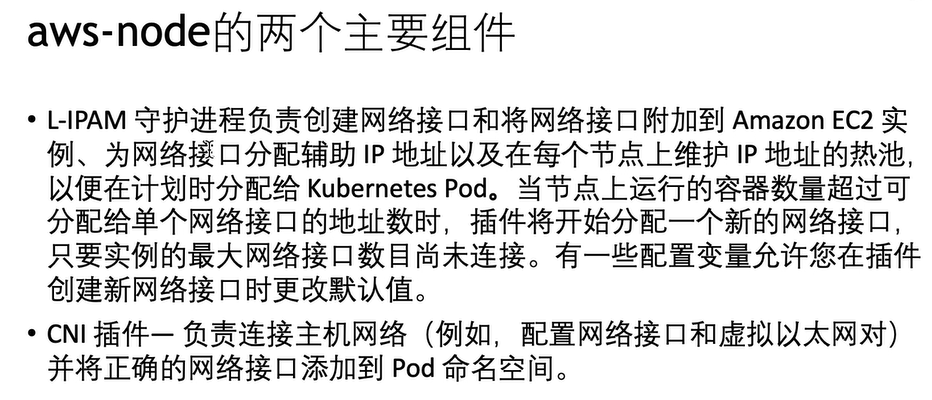 aws-node的两个主要组件
• L-IPAM 守护进程负责创建网络接口和将网络接口附加到 Amazon EC2 实
例、为网络接口分配辅助 IP 地址以及在每个节点上维护 IP 地址的热池，
以便在计划时分配给 Kubernetes Pod。当节点上运行的容器数量超过可
分配给单个网络接口的地址数时，插件将开始分配一个新的网络接口，
只要实例的最大网络接口数目尚未连接。有一些配置变量允许您在插件
创建新网络接口时更改默认值。
• CNI 插件— 负责连接主机网络（例如，配置网络接口和虚拟以太网对）
并将正确的网络接口添加到 Pod 命名空间。